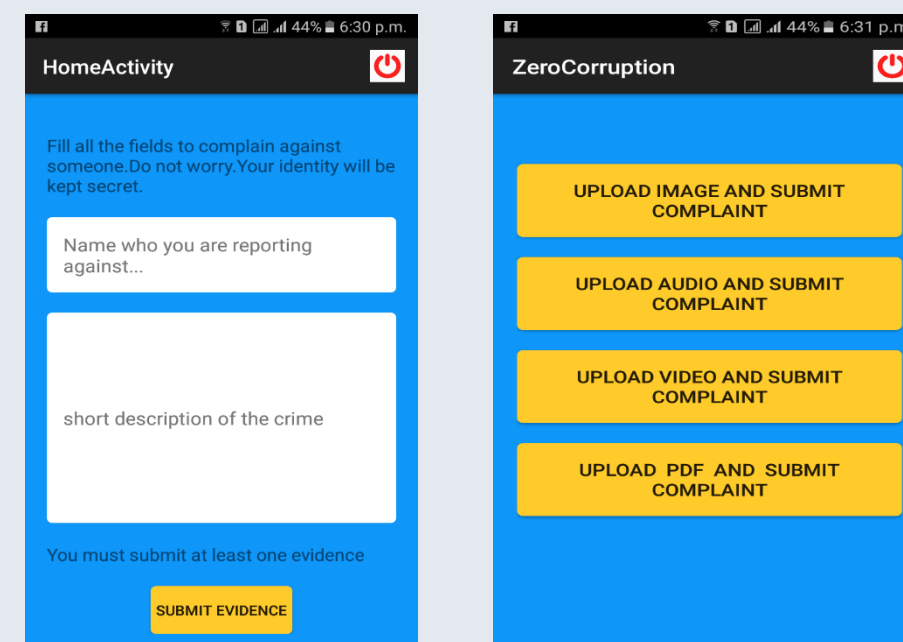 44% 6:30 p.m.
HomeActivity
Fill all the fields to complain against
someone.Do not worry.Your identity will be
kept secret.
Name who you are reporting
against...
short description of the crime
You must submit at least one evidence
SUBMIT EVIDENCE
44% 6:31 p.m
ZeroCorruption
UPLOAD IMAGE AND SUBMIT
COMPLAINT
UPLOAD AUDIO AND SUBMIT
COMPLAINT
UPLOAD VIDEO AND SUBMIT
COMPLAINT
UPLOAD PDF AND SUBMIT
COMPLAINT